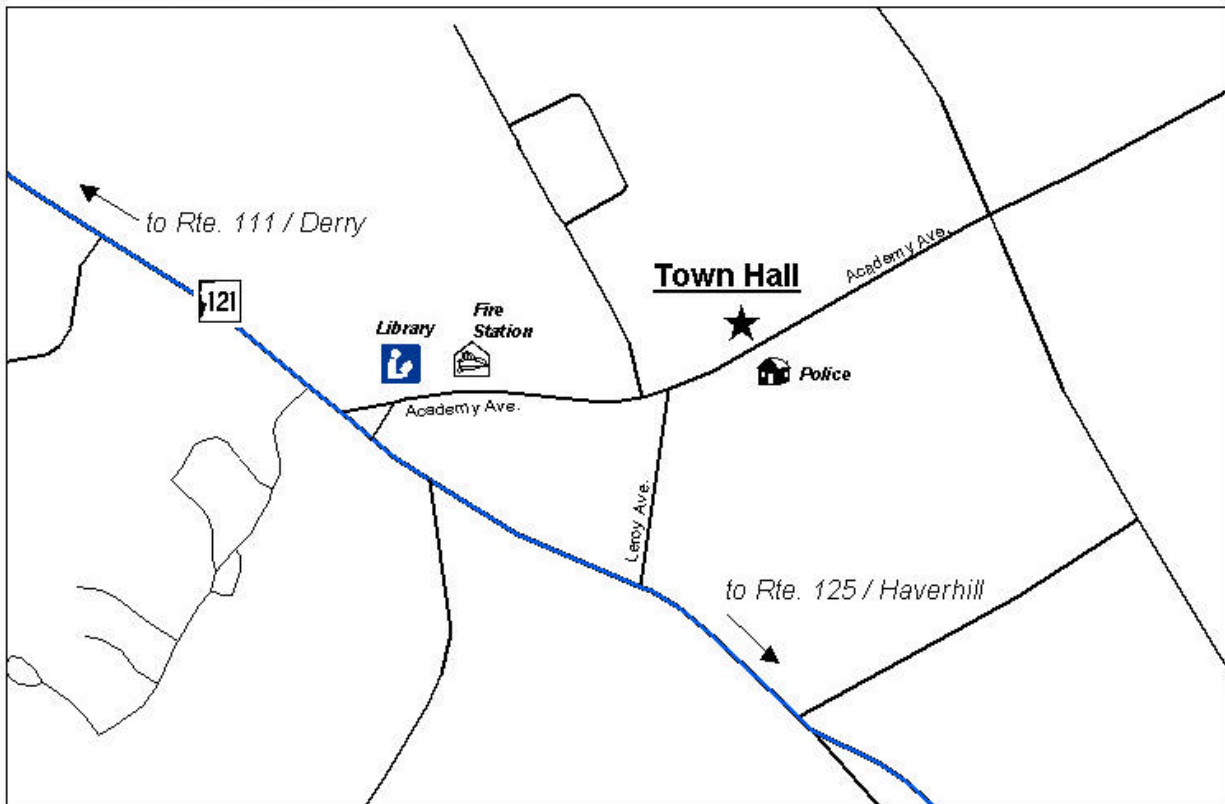 to Rte. 111 / Derry
121
Library
Fire
Station
Town Hall
Academy Ave.
Police
Academy Ave.
Leroy Ave.
to Rte. 125 / Haverhill